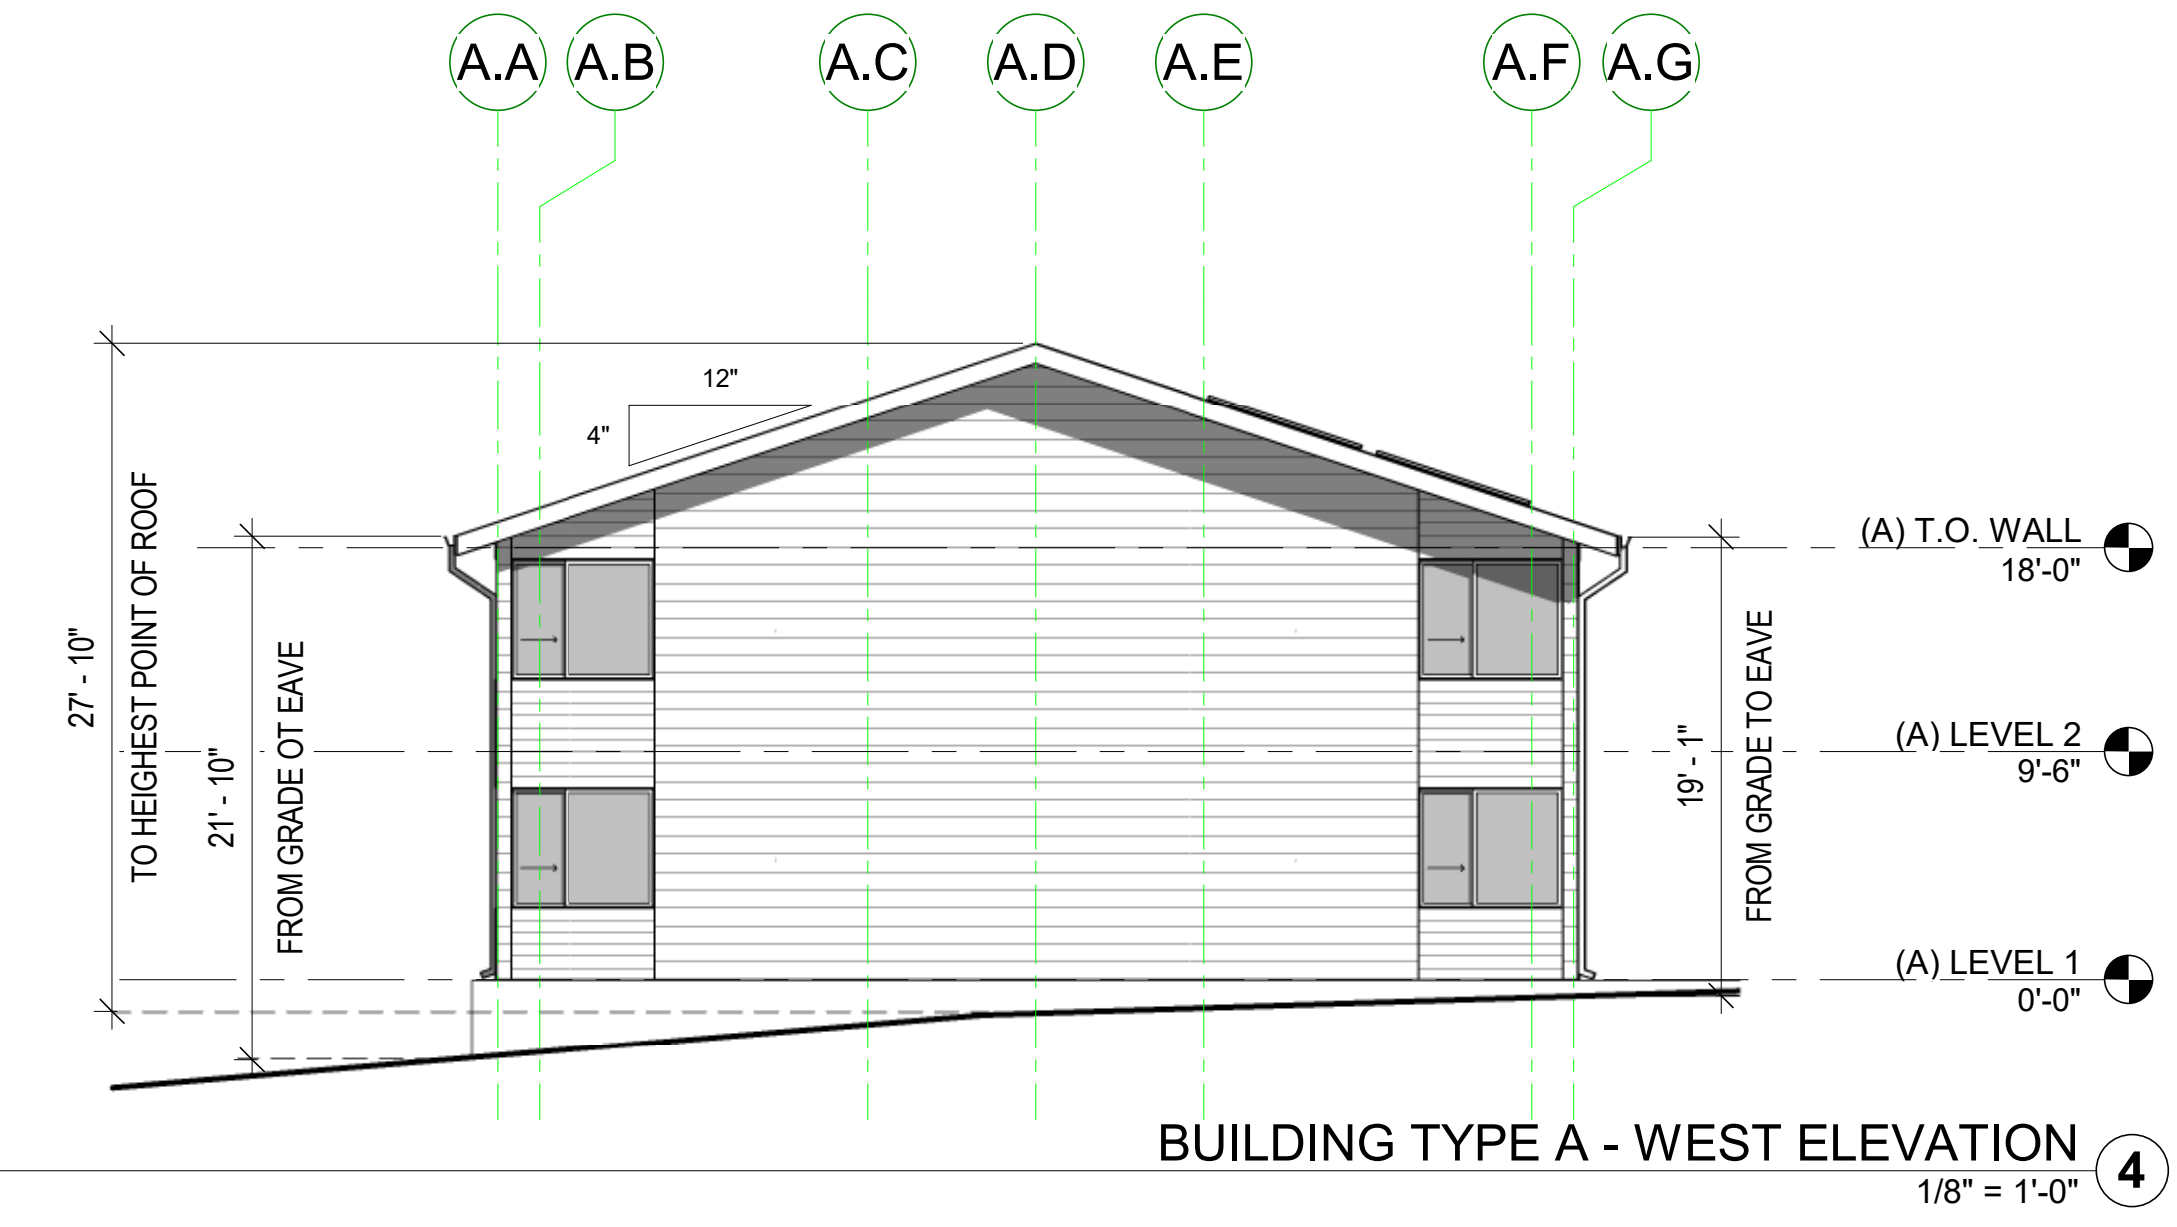 A.A
A.B
A.C
A.D
A.E
A.F
A.G
12"
4"
27' - 10"
TO HEIGHEST POINT OF ROOF
21' - 10"
FROM GRADE OT EAVE
19' - 1"
FROM GRADE TO EAVE
(A) T.O. WALL
18'-0"
(A) LEVEL 2
9'-6"
(A) LEVEL 1
0'-0"
BUILDING TYPE A - WEST ELEVATION
4
1/8" = 1'-0"